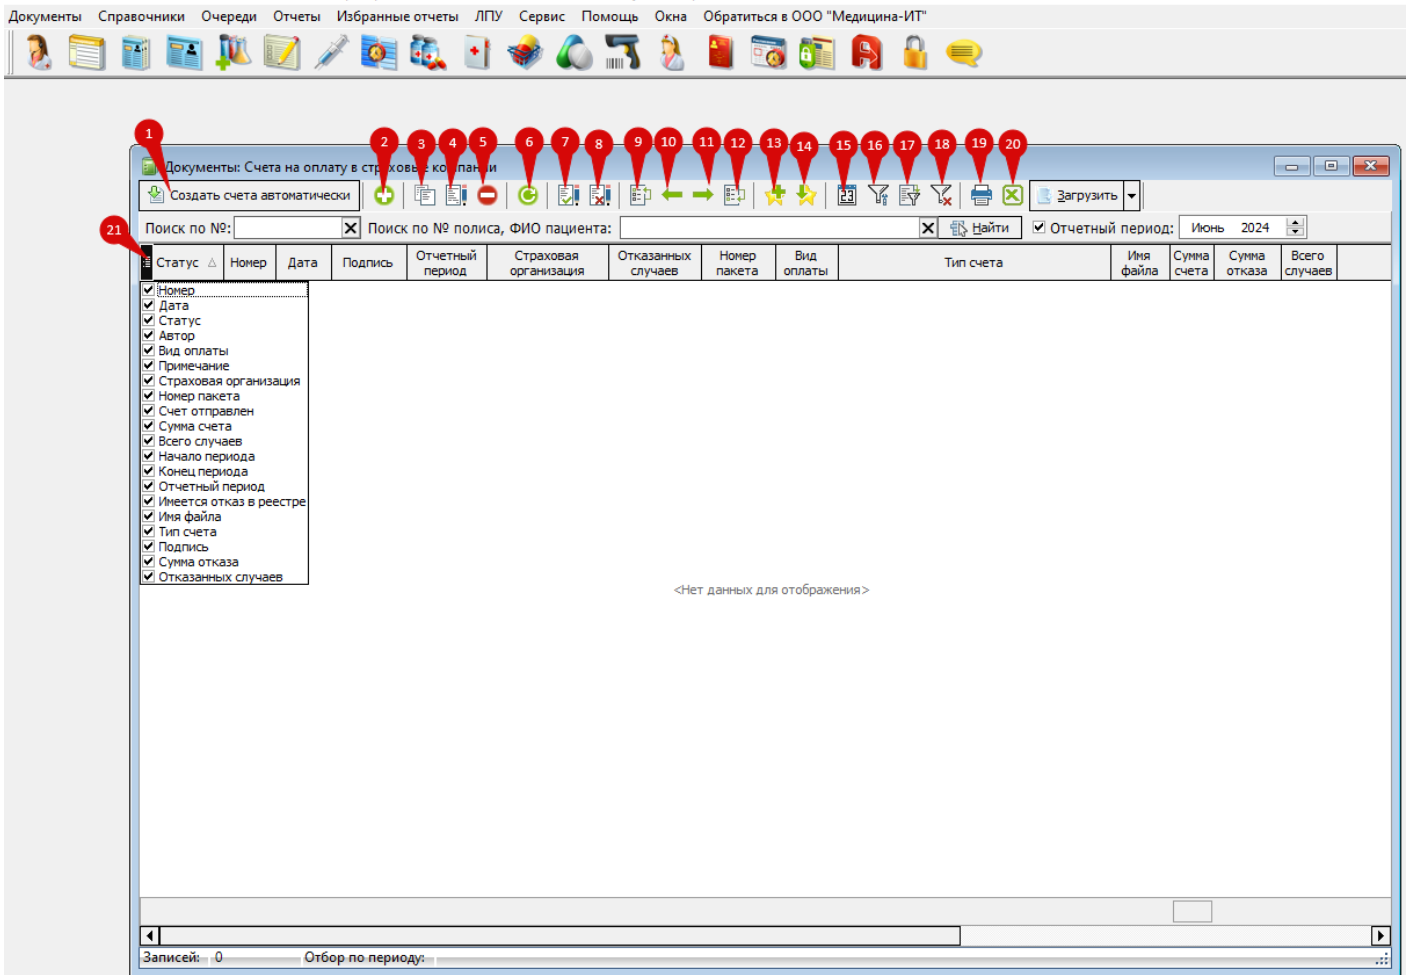 Документы Справочники Очереди Отчеты Избранные отчеты ЛПУ Сервис Помощь Окна Обратиться в ООО "Медицина-ИТ"
1 2 3 4 5 6 7 8 9 10 11 12 13 14 15 16 17 18 19 20
Документы: Счета на оплату в страховые компании
Создать счета автоматически 23 Загрузить
21
Поиск по №: Поиск по № полиса, ФИО пациента: Найти Отчетный период: Июнь 2024
Статус Номер Дата Подпись Отчетный период Страховая организация Отказанных случаев Номер пакета Вид оплаты Тип счета Имя файла Сумма счета Сумма отказа Всего случаев
Номер
Дата
Статус
Автор
Вид оплаты
Примечание
Страховая организация
Номер пакета
Счет отправлен
Сумма счета
Всего случаев
Начало периода
Конец периода
Отчетный период
Имеется отказ в реестре
Имя файла
Тип счета
Подпись
Сумма отказа
Отказанных случаев
<Нет данных для отображения>
Записей: 0 Отбор по периоду: